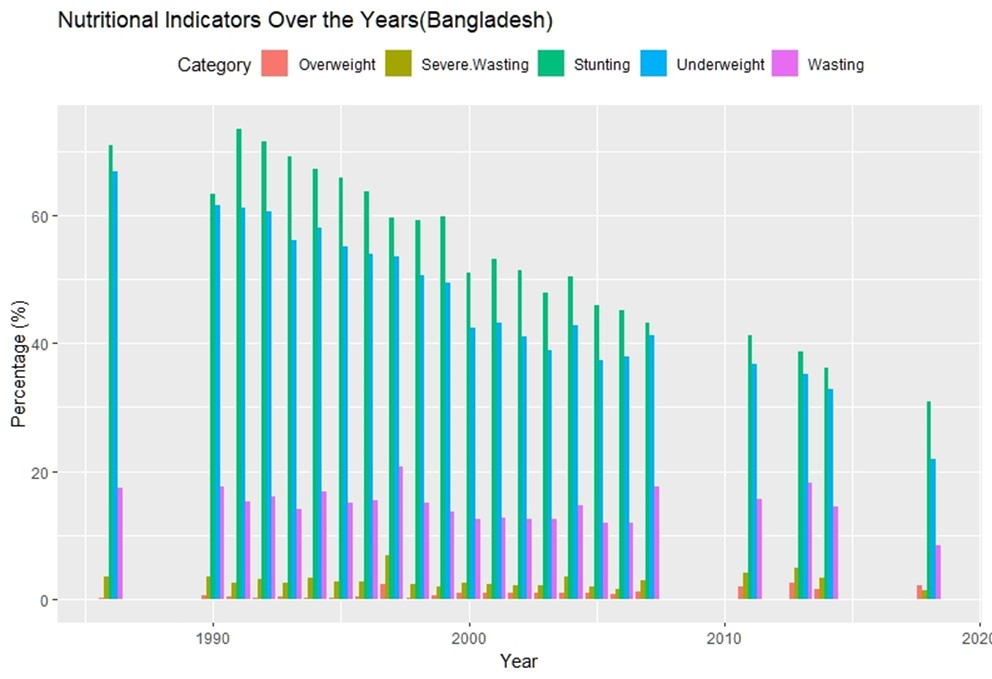 Nutritional Indicators Over the Years(Bangladesh)
Category Overweight Severe.Wasting Stunting Underweight Wasting
Percentage (%)
60
40
20
0
1990 2000 2010 2020
Year